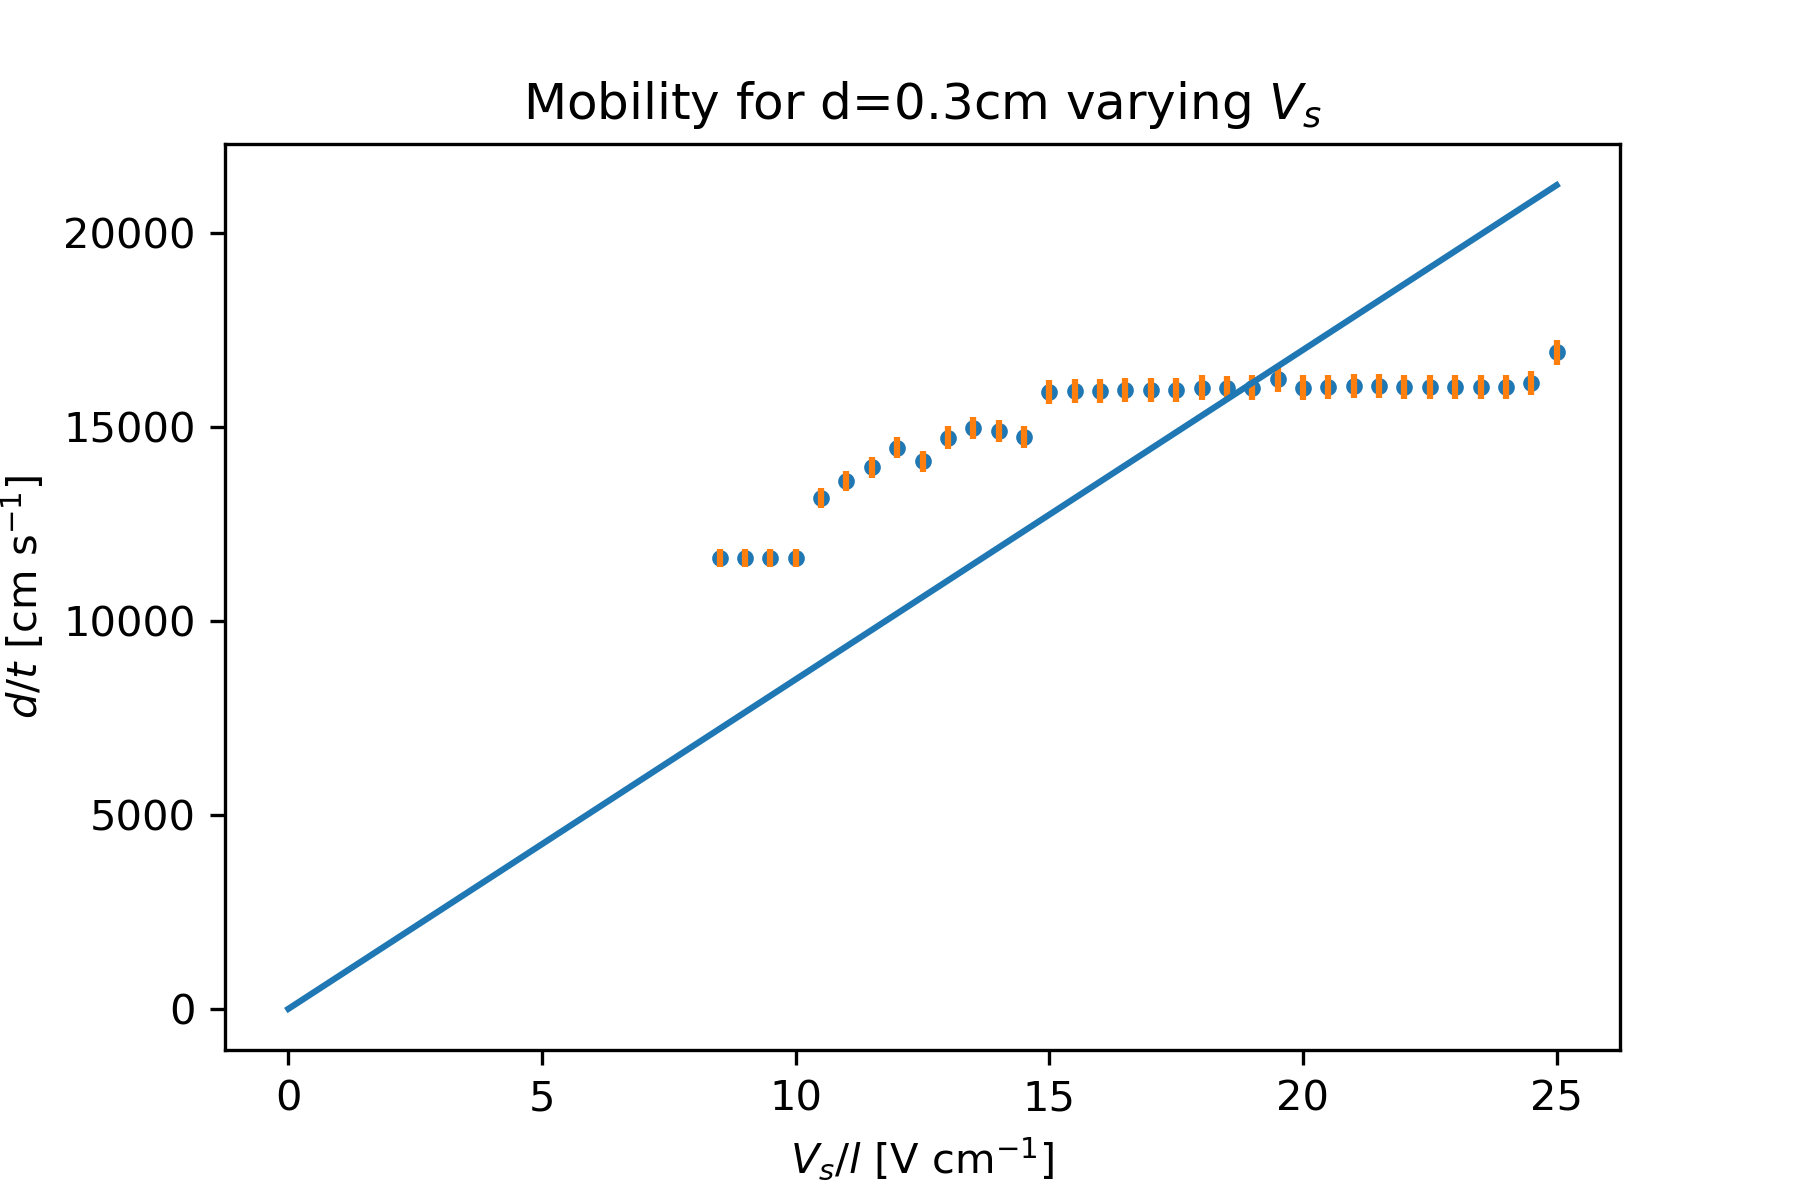 Mobility for d=0.3cm varying $V_s$
20000
15000
10000
5000
0
d/t [cm s⁻¹]
0 5 10 15 20 25
$V_s$/l [V cm⁻¹]